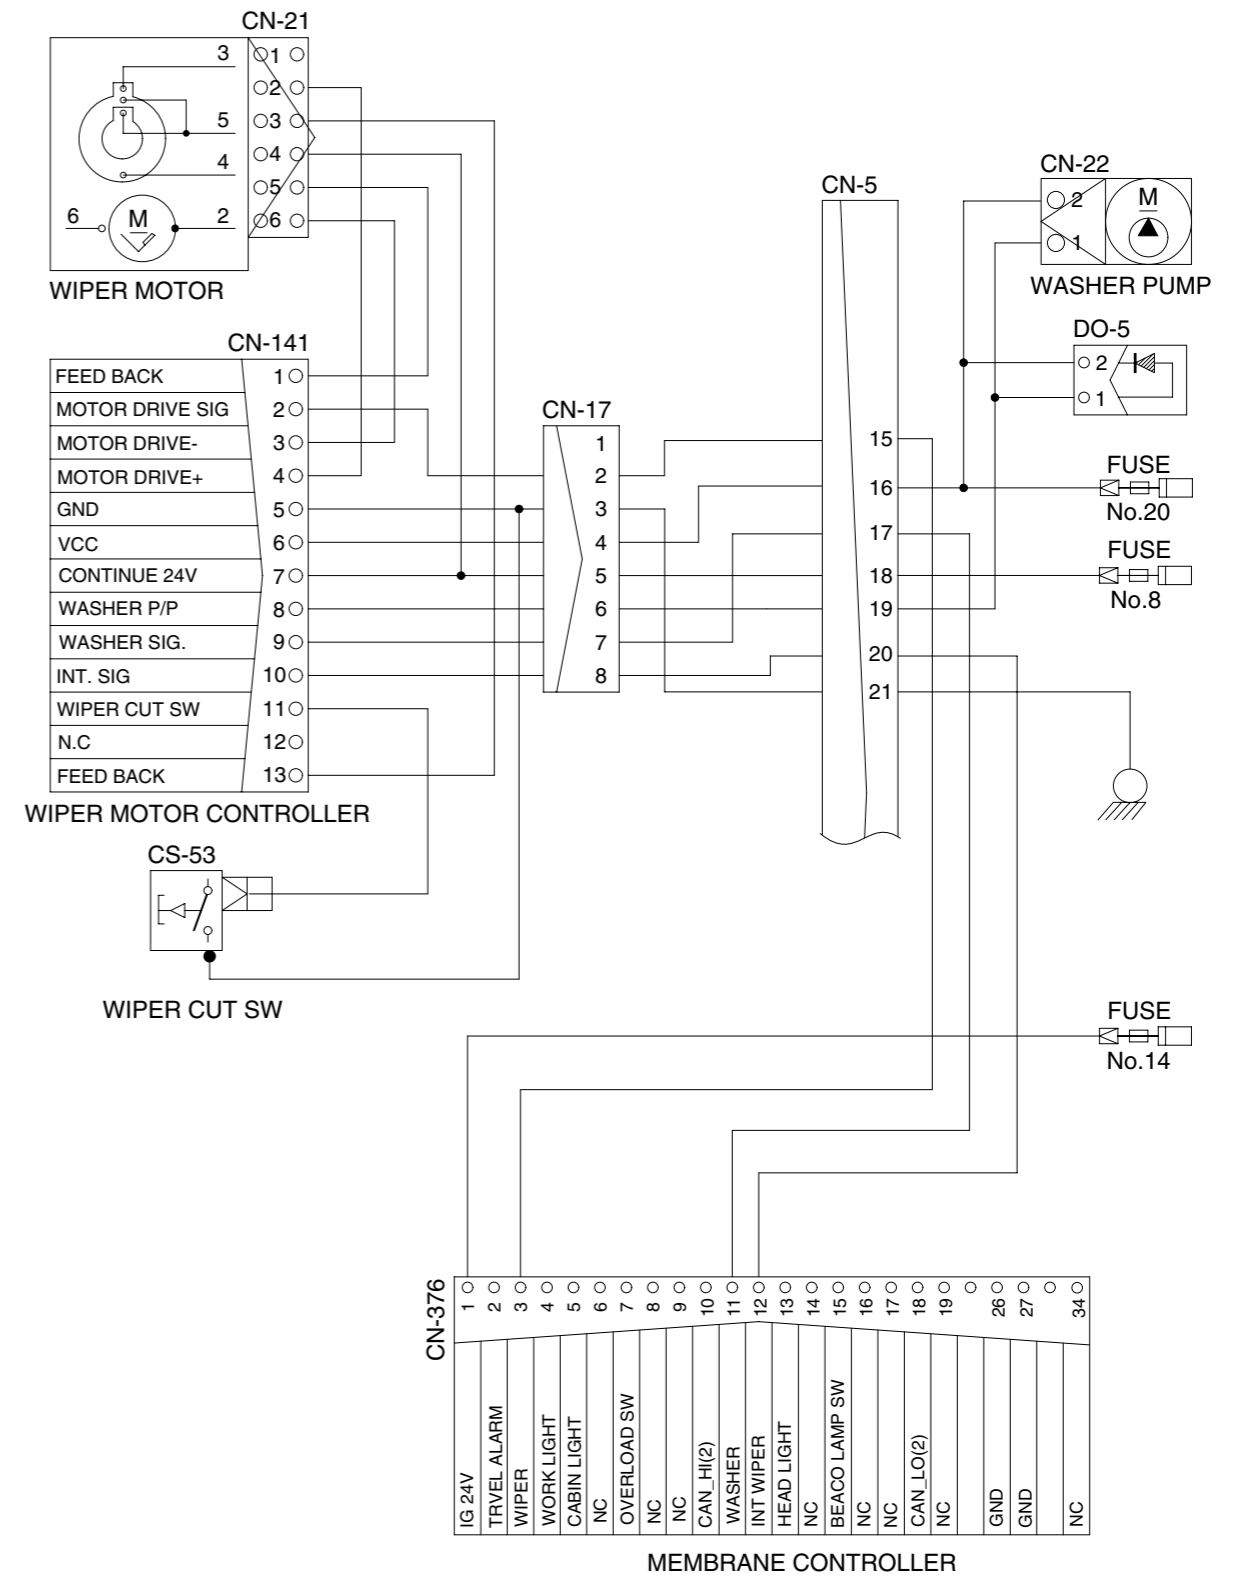 CN-21
3
5
4
6
M
2
1
2
3
4
5
6
WIPER MOTOR
CN-141
FEED BACK 1
MOTOR DRIVE SIG 2
MOTOR DRIVE- 3
MOTOR DRIVE+ 4
GND 5
VCC 6
CONTINUE 24V 7
WASHER P/P 8
WASHER SIG. 9
INT. SIG 10
WIPER CUT SW 11
N.C 12
FEED BACK 13
WIPER MOTOR CONTROLLER
CS-53
WIPER CUT SW
CN-17
1
2
3
4
5
6
7
8
CN-5
15
16
17
18
19
20
21
CN-22
2
1
M
WASHER PUMP
DO-5
2
1
FUSE
No.20
FUSE
No.8
FUSE
No.14
CN-376
1 IG 24V
2 TRVEL ALARM
3 WIPER
4 WORK LIGHT
5 CABIN LIGHT
6 NC
7 OVERLOAD SW
8 NC
9 NC
10 CAN_HI(2)
11 WASHER
12 INT WIPER
13 HEAD LIGHT
14 NC
15 BEACO LAMP SW
16 NC
17 NC
18 CAN_LO(2)
19 NC
26 GND
27 GND
34 NC
MEMBRANE CONTROLLER